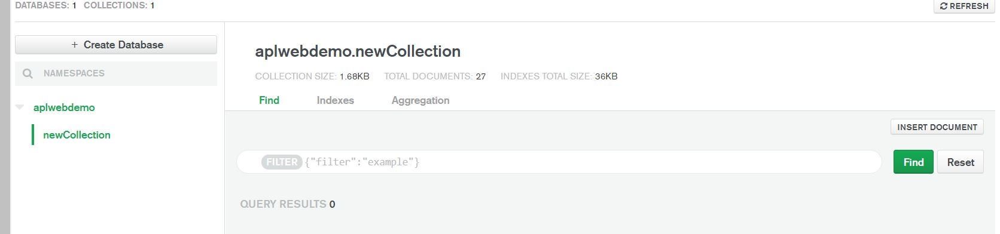 DATABASES: 1 COLLECTIONS: 1
REFRESH
+ Create Database
NAMESPACES
aplwebdemo
newCollection
aplwebdemo.newCollection
COLLECTION SIZE: 1.68KB TOTAL DOCUMENTS: 27 INDEXES TOTAL SIZE: 36KB
Find Indexes Aggregation
INSERT DOCUMENT
FILTER {"filter":"example"}
Find Reset
QUERY RESULTS 0